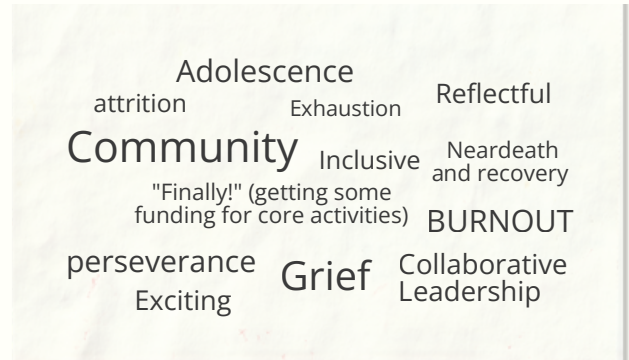 Adolescence
attrition
Exhaustion
Reflectful
Community
Inclusive
Neardeath
and recovery
"Finally!" (getting some
funding for core activities)
BURNOUT
perseverance
Grief
Collaborative
Leadership
Exciting